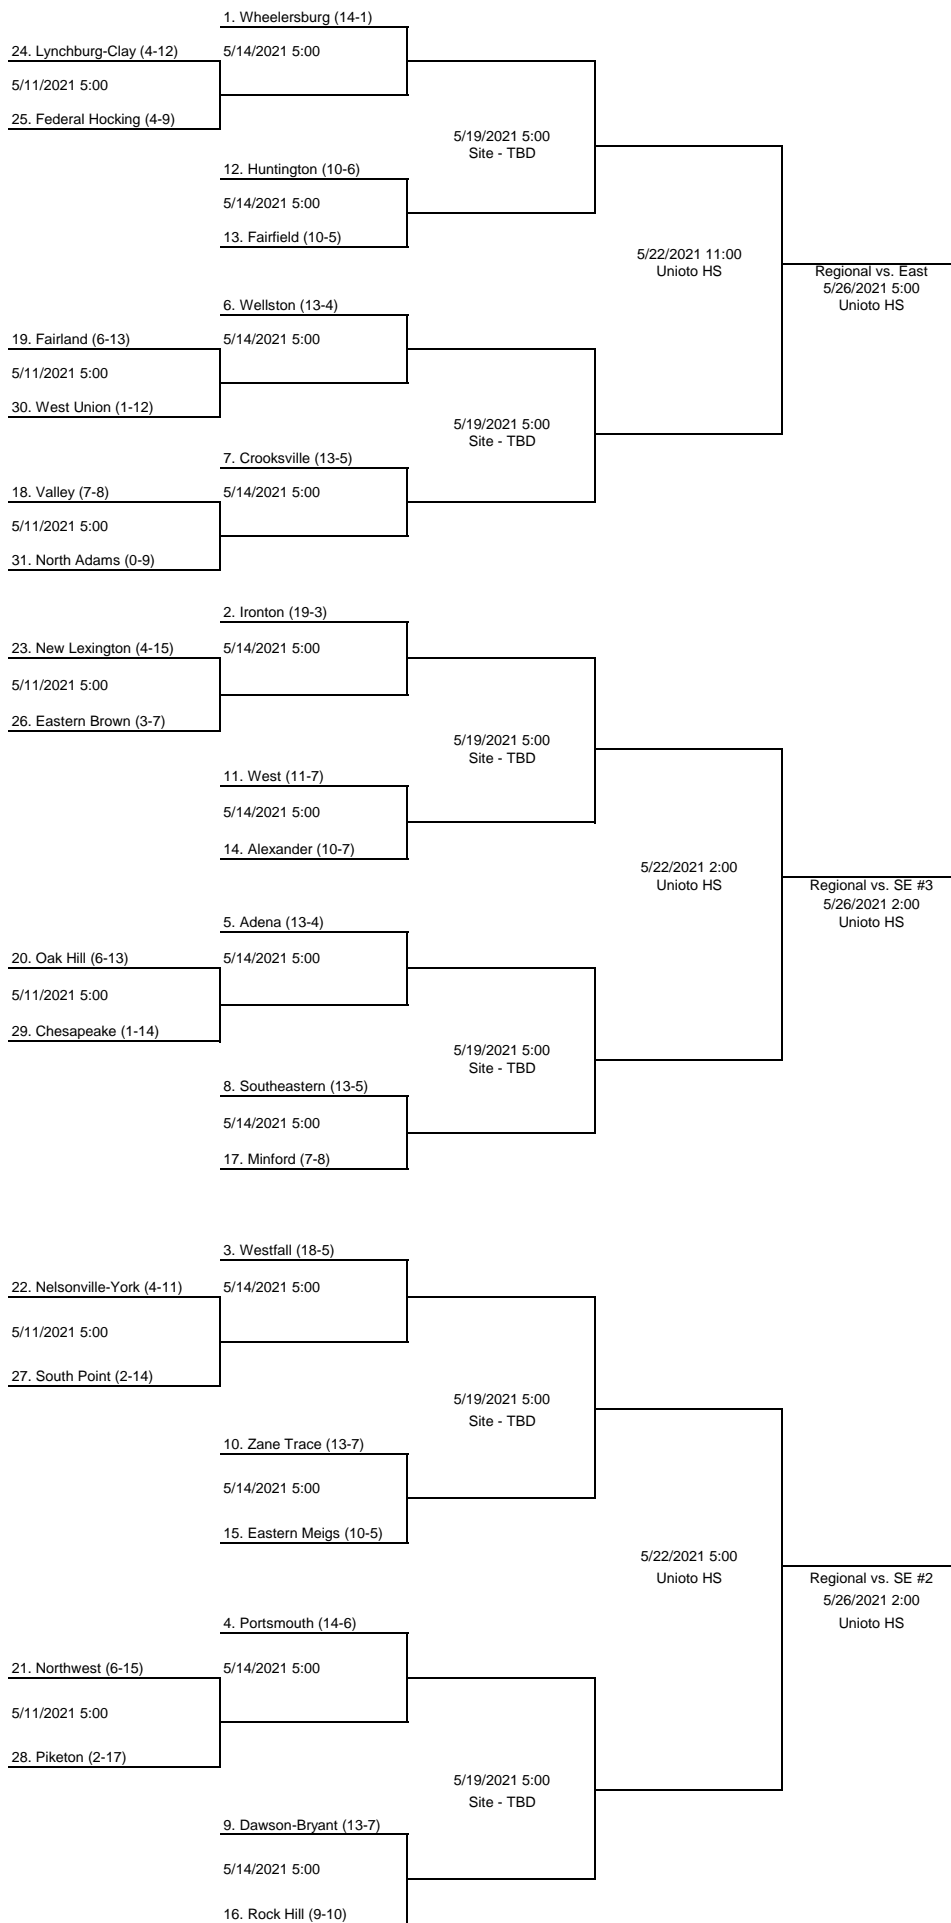 1. Wheelersburg (14-1)
24. Lynchburg-Clay (4-12)
5/14/2021 5:00
5/11/2021 5:00
25. Federal Hocking (4-9)
5/19/2021 5:00
Site - TBD
12. Huntington (10-6)
5/14/2021 5:00
13. Fairfield (10-5)
5/22/2021 11:00
Unioto HS
Regional vs. East
5/26/2021 5:00
Unioto HS
6. Wellston (13-4)
19. Fairland (6-13)
5/14/2021 5:00
5/11/2021 5:00
30. West Union (1-12)
5/19/2021 5:00
Site - TBD
7. Crooksville (13-5)
18. Valley (7-8)
5/14/2021 5:00
5/11/2021 5:00
31. North Adams (0-9)
2. Ironton (19-3)
23. New Lexington (4-15)
5/14/2021 5:00
5/11/2021 5:00
26. Eastern Brown (3-7)
5/19/2021 5:00
Site - TBD
11. West (11-7)
5/14/2021 5:00
14. Alexander (10-7)
5/22/2021 2:00
Unioto HS
Regional vs. SE #3
5/26/2021 2:00
Unioto HS
5. Adena (13-4)
20. Oak Hill (6-13)
5/14/2021 5:00
5/11/2021 5:00
29. Chesapeake (1-14)
5/19/2021 5:00
Site - TBD
8. Southeastern (13-5)
5/14/2021 5:00
17. Minford (7-8)
3. Westfall (18-5)
22. Nelsonville-York (4-11)
5/14/2021 5:00
5/11/2021 5:00
27. South Point (2-14)
5/19/2021 5:00
Site - TBD
10. Zane Trace (13-7)
5/14/2021 5:00
15. Eastern Meigs (10-5)
5/22/2021 5:00
Unioto HS
Regional vs. SE #2
5/26/2021 2:00
Unioto HS
4. Portsmouth (14-6)
21. Northwest (6-15)
5/14/2021 5:00
5/11/2021 5:00
28. Piketon (2-17)
5/19/2021 5:00
Site - TBD
9. Dawson-Bryant (13-7)
5/14/2021 5:00
16. Rock Hill (9-10)